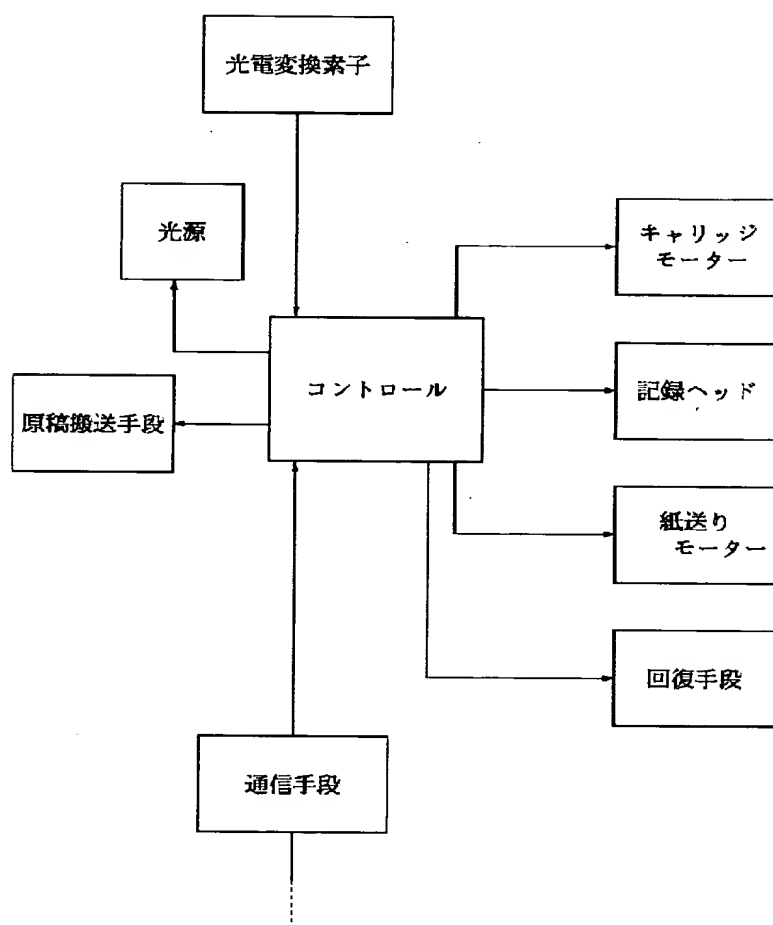 光電変換素子
光源
キャリッジ
モーター
コントロール
原稿搬送手段
記録ヘッド
紙送り
モーター
回復手段
通信手段